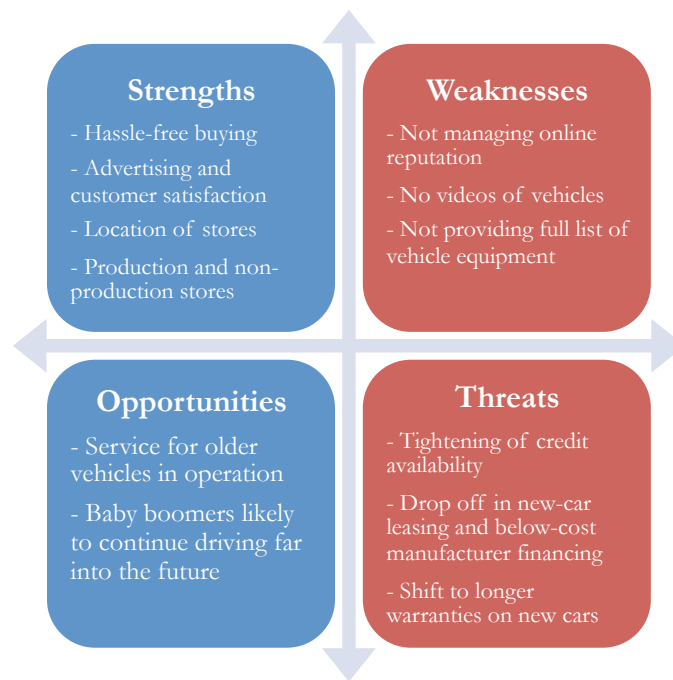 Strengths
- Hassle-free buying
- Advertising and
customer satisfaction
- Location of stores
- Production and non-
production stores
Weaknesses
- Not managing online
reputation
- No videos of vehicles
- Not providing full list of
vehicle equipment
Opportunities
- Service for older
vehicles in operation
- Baby boomers likely
to continue driving far
into the future
Threats
- Tightening of credit
availability
- Drop off in new-car
leasing and below-cost
manufacturer financing
- Shift to longer
warranties on new cars